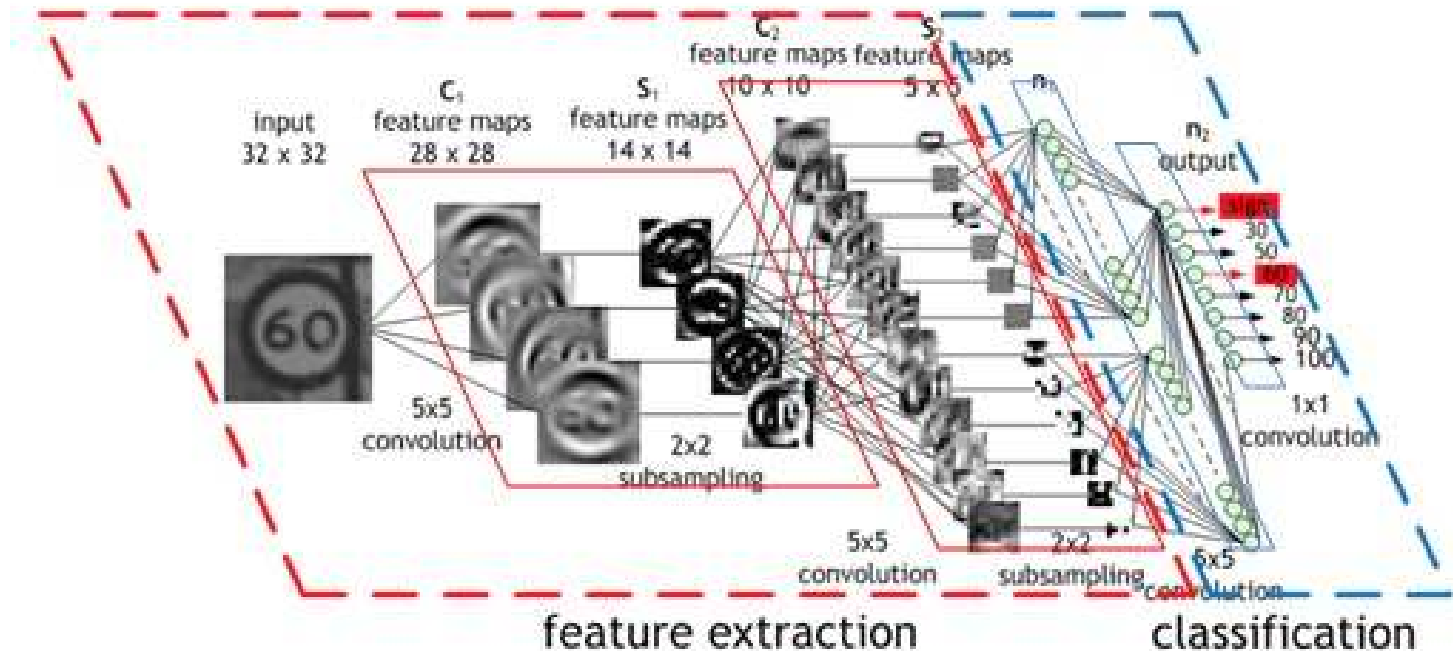 C₂
feature maps
10 x 10
S₂
feature maps
5 x 5
C₁
feature maps
28 x 28
S₁
feature maps
14 x 14
input
32 x 32
n₁
n₂
output
60
30
50
60
70
80
90
100
5x5
convolution
2x2
subsampling
5x5
convolution
2x2
subsampling
5x5
convolution
1x1
convolution
feature extraction
classification